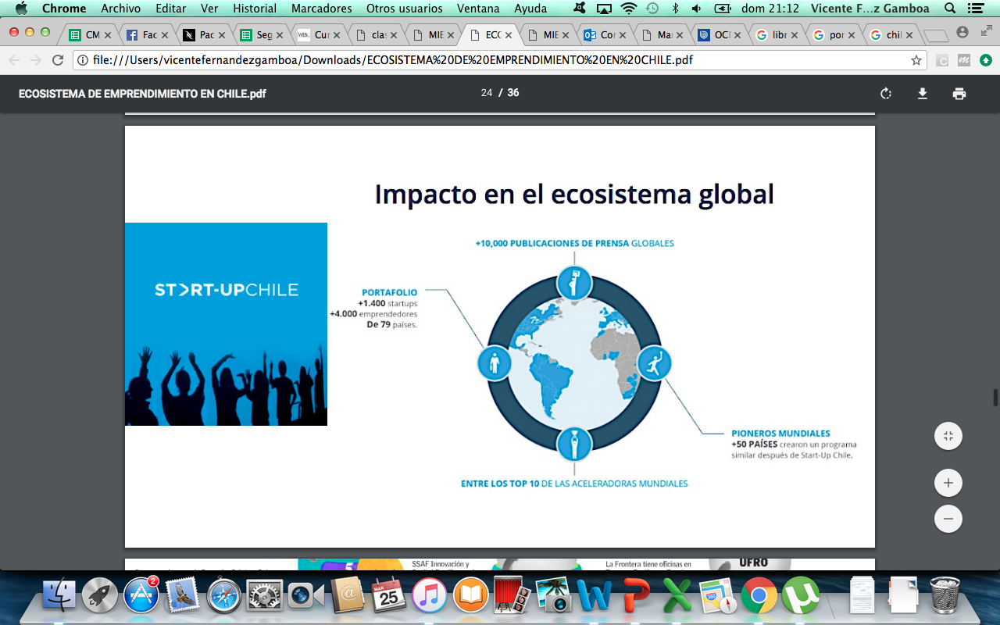 Chrome Archivo Editar Ver Historial Marcadores Otros usuarios Ventana Ayuda dom 21:12 Vicente F...z Gamboa
CM Fac Pac Seg Cur clas MIE ECO MIE Cor Mar OCI libr por chil
file:///Users/vicentefernandezgamboa/Downloads/ECOSISTEMA%20DE%20EMPRENDIMIENTO%20EN%20CHILE.pdf
ECOSISTEMA DE EMPRENDIMIENTO EN CHILE.pdf 24 / 36
Impacto en el ecosistema global
+10,000 PUBLICACIONES DE PRENSA GLOBALES
START-UPCHILE
PORTAFOLIO
+1.400 startups
+4.000 emprendedores
De 79 países.
PIONEROS MUNDIALES
+50 PAÍSES crearon un programa
similar después de Start-Up Chile.
ENTRE LOS TOP 10 DE LAS ACELERADORAS MUNDIALES
SSAF Innovación y
La Frontera tiene oficinas en
UFRO
2
MAR
25